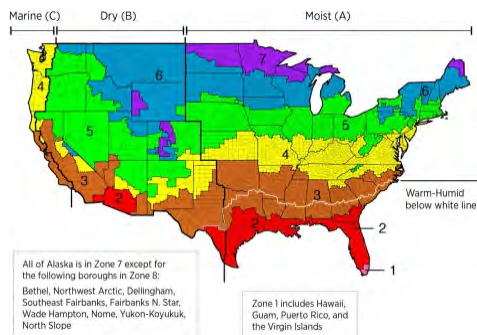 Marine (C) Dry (B) Moist (A)
7
6
6
4
5
5
4
3
3
2
2
Warm-Humid
below white line
2
1
All of Alaska is in Zone 7 except for
the following boroughs in Zone 8:
Bethel, Northwest Arctic, Dellingham,
Southeast Fairbanks, Fairbanks N. Star,
Wade Hampton, Nome, Yukon-Koyukuk,
North Slope
Zone 1 includes Hawaii,
Guam, Puerto Rico, and
the Virgin Islands